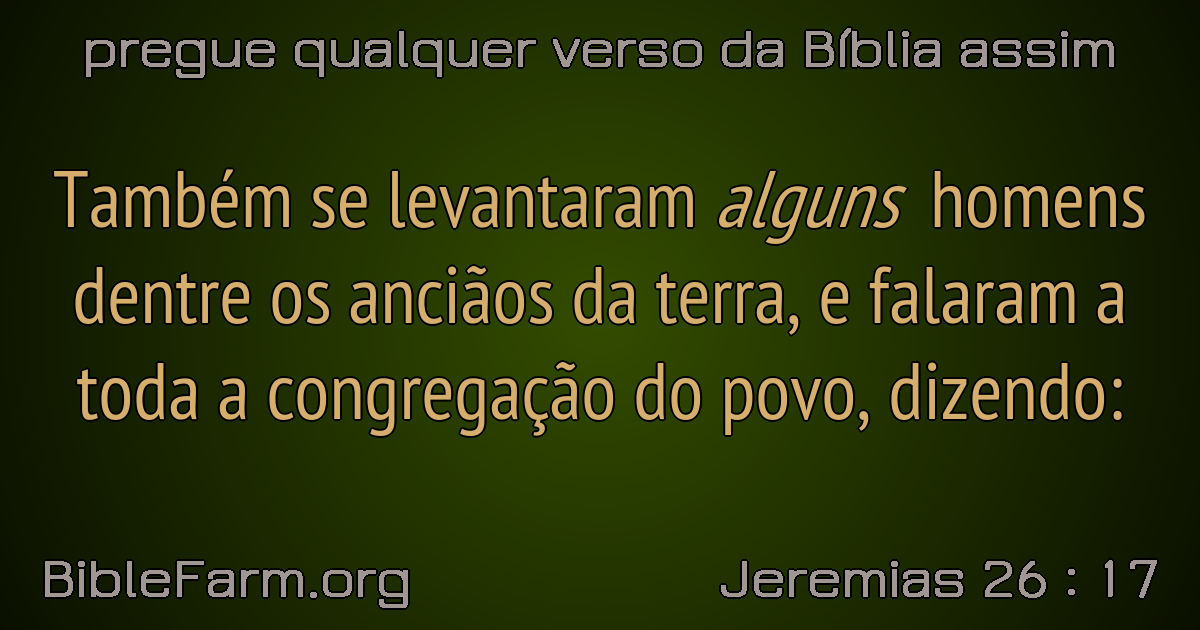 pregue qualquer verso da Bíblia assim
Também se levantaram alguns homens
dentre os anciãos da terra, e falaram a
toda a congregação do povo, dizendo:
BibleFarm.org
Jeremias 26 : 17